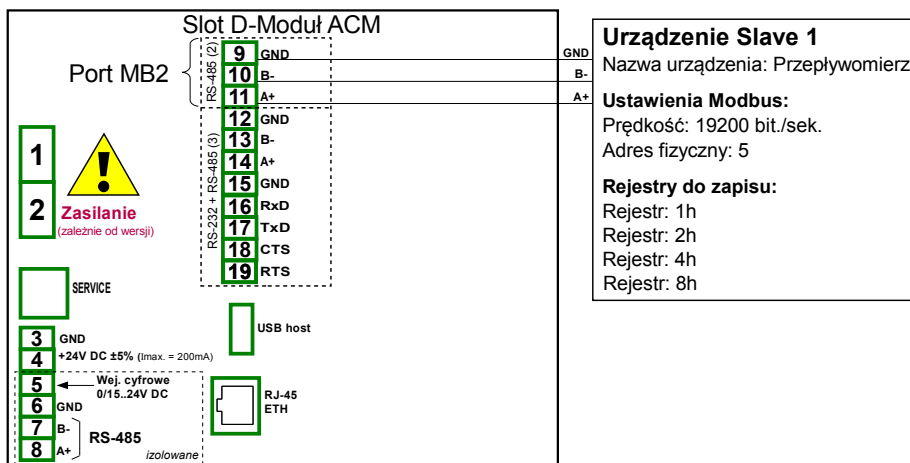 Slot D-Moduł ACM
Port MB2
RS-485 (2)
9 GND
10 B-
11 A+
RS-232 + RS-485 (3)
12 GND
13 B-
14 A+
15 GND
16 RxD
17 TxD
18 CTS
19 RTS
GND
B-
A+
1
2
!
Zasilanie
(zależnie od wersji)
SERVICE
USB host
3 GND
4 +24V DC ±5% (Imax. = 200mA)
5 Wej. cyfrowe
0/15..24V DC
6 GND
7 B-
8 A+
RS-485
izolowane
RJ-45
ETH
Urządzenie Slave 1
Nazwa urządzenia: Przepływomierz
Ustawienia Modbus:
Prędkość: 19200 bit./sek.
Adres fizyczny: 5
Rejestry do zapisu:
Rejestr: 1h
Rejestr: 2h
Rejestr: 4h
Rejestr: 8h